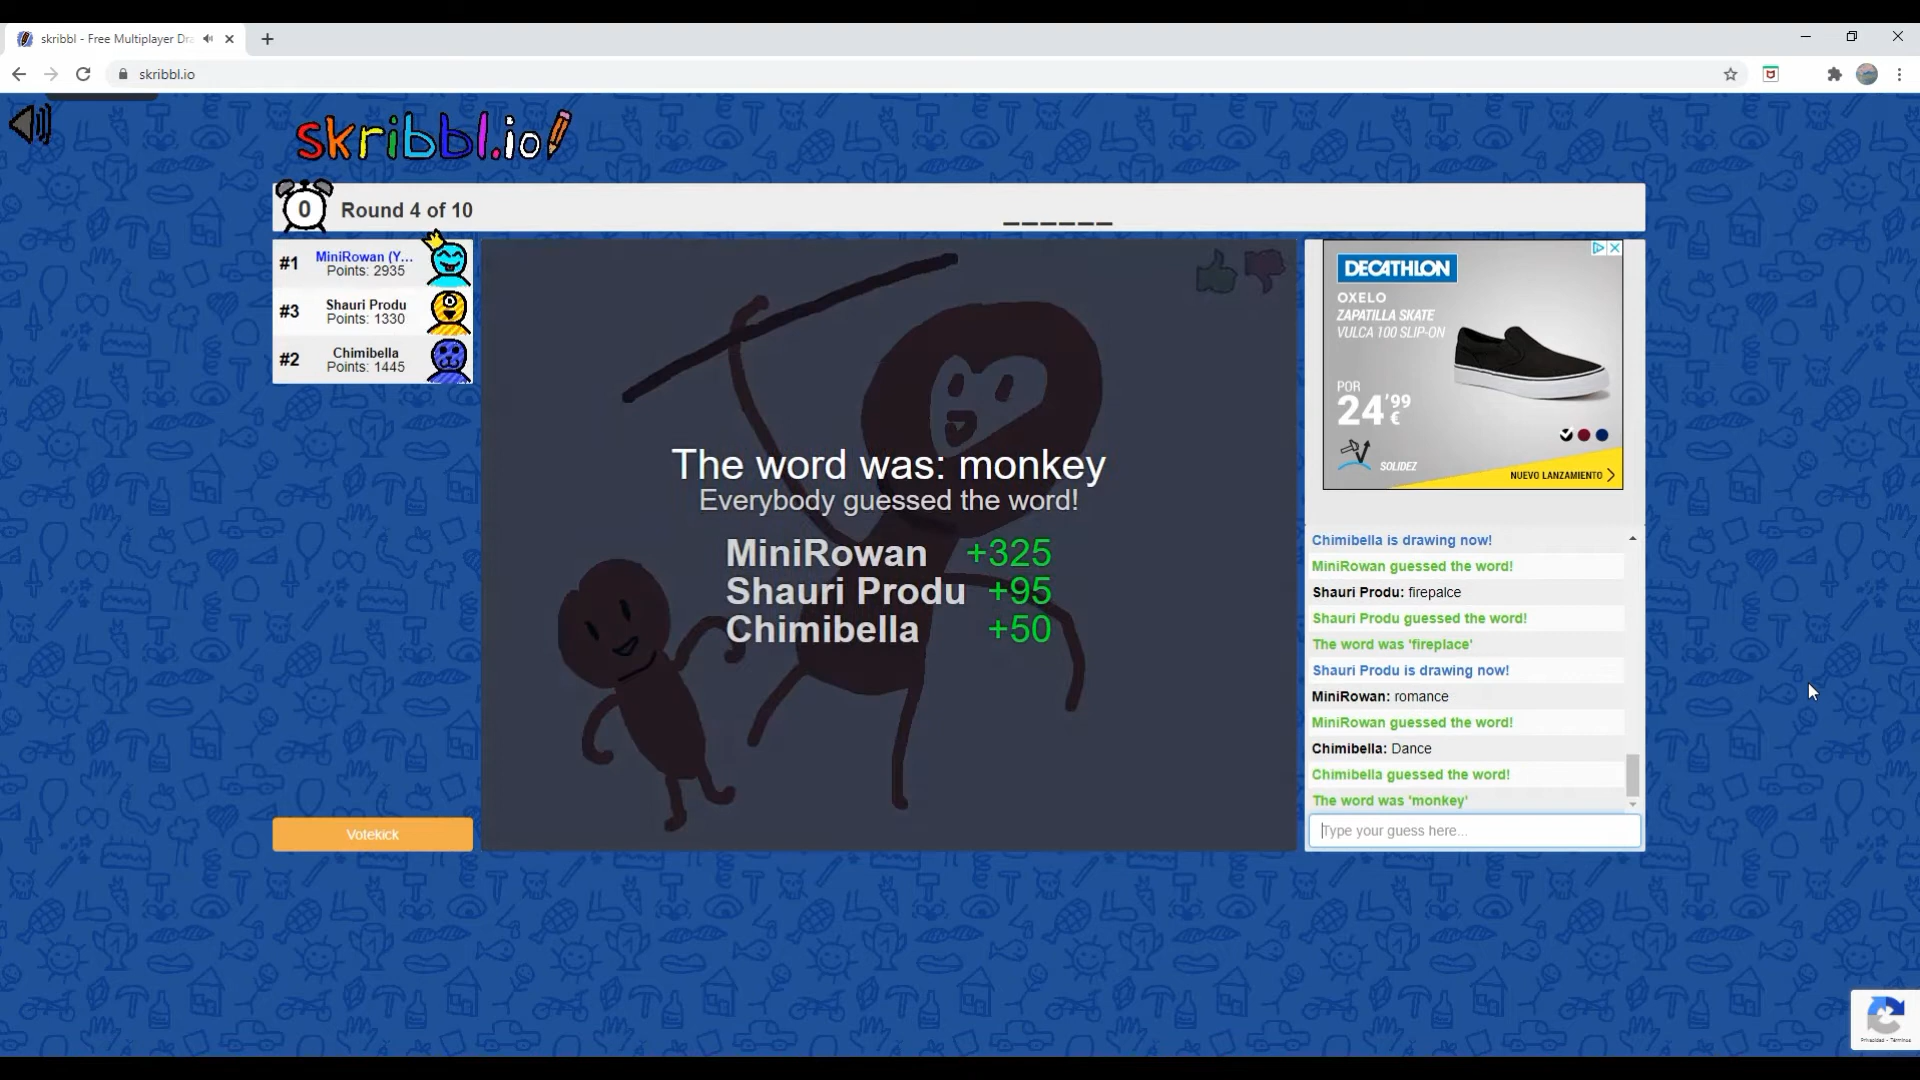 skribbl - Free Multiplayer Dra
skribbl.io
skribbl.io
0
Round 4 of 10
______
#1
MiniRowan (Y...
Points: 2935
#3
Shauri Produ
Points: 1330
#2
Chimibella
Points: 1445
Votekick
The word was: monkey
Everybody guessed the word!
MiniRowan +325
Shauri Produ +95
Chimibella +50
DECATHLON
OXELO
ZAPATILLA SKATE
VULCA 100 SLIP-ON
POR
24'99
€
SOLIDEZ
NUEVO LANZAMIENTO
Chimibella is drawing now!
MiniRowan guessed the word!
Shauri Produ: firepalce
Shauri Produ guessed the word!
The word was 'fireplace'
Shauri Produ is drawing now!
MiniRowan: romance
MiniRowan guessed the word!
Chimibella: Dance
Chimibella guessed the word!
The word was 'monkey'
Type your guess here...
Privacidad - Términos